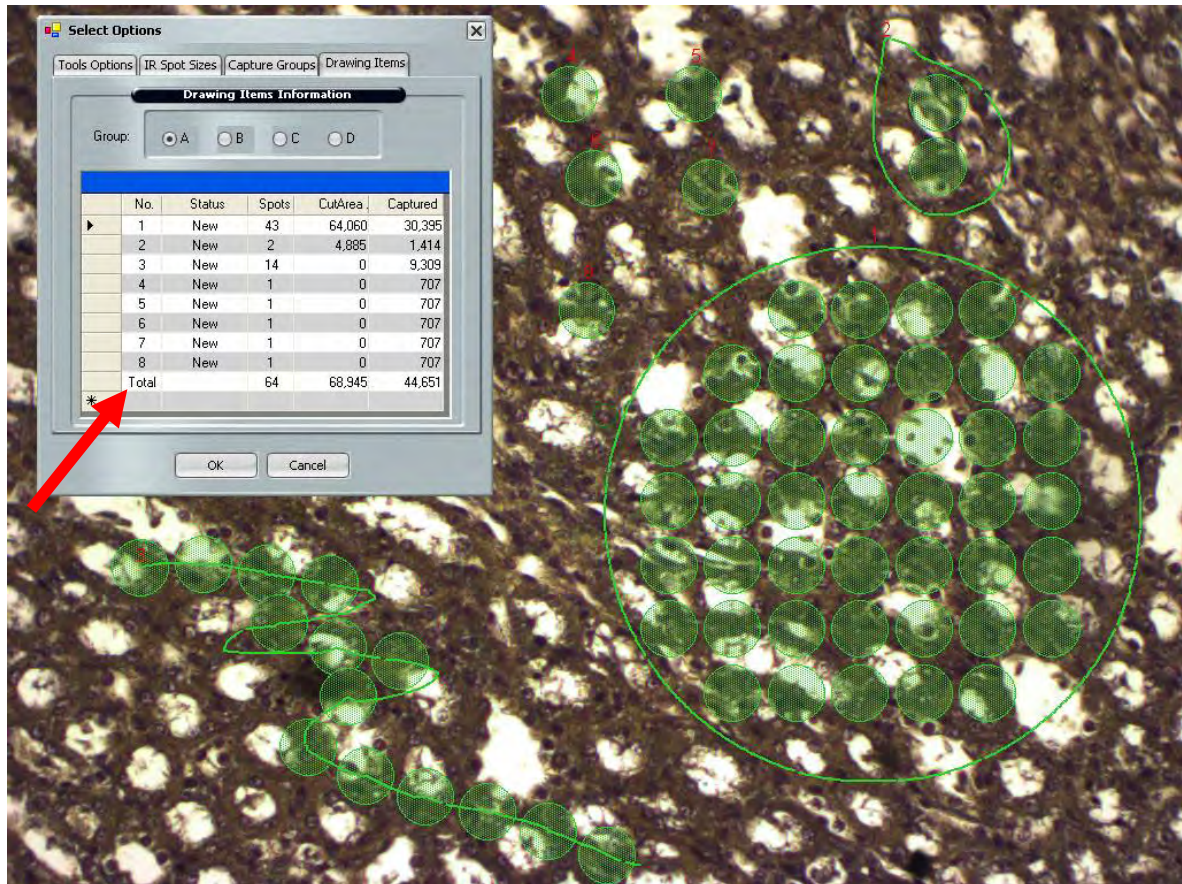 Select Options
Tools Options IR Spot Sizes Capture Groups Drawing Items
Drawing Items Information
Group: A B C D
No. Status Spots CutArea . Captured
1 New 43 64,060 30,395
2 New 2 4,885 1,414
3 New 14 0 9,309
4 New 1 0 707
5 New 1 0 707
6 New 1 0 707
7 New 1 0 707
8 New 1 0 707
Total 64 68,945 44,651
*
OK Cancel
2
4 5
6 7
1
8
3